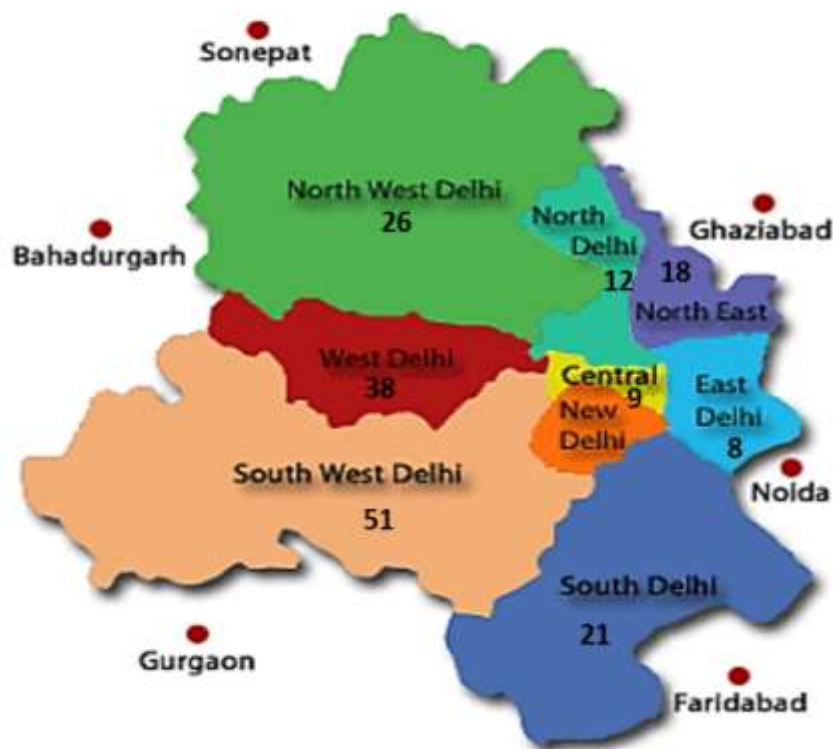 Sonepat
North West Delhi
26
Bahadurgarh
North
Delhi
12
Ghaziabad
18
North East
West Delhi
38
Central
9
New
Delhi
East
Delhi
8
South West Delhi
51
Noida
South Delhi
21
Gurgaon
Faridabad